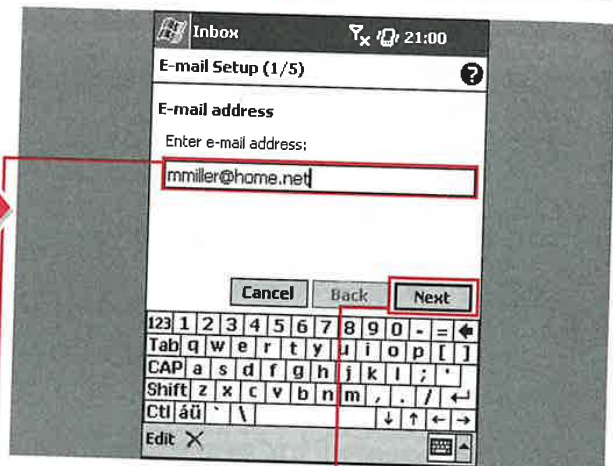 Inbox 21:00
E-mail Setup (1/5) ?
E-mail address
Enter e-mail address:
mmiller@home.net
Cancel Back Next
123 1 2 3 4 5 6 7 8 9 0 - =
Tab q w e r t y u i o p [ ]
CAP a s d f g h j k l ; '
Shift z x c v b n m , . /
Ctl áü ` \
Edit